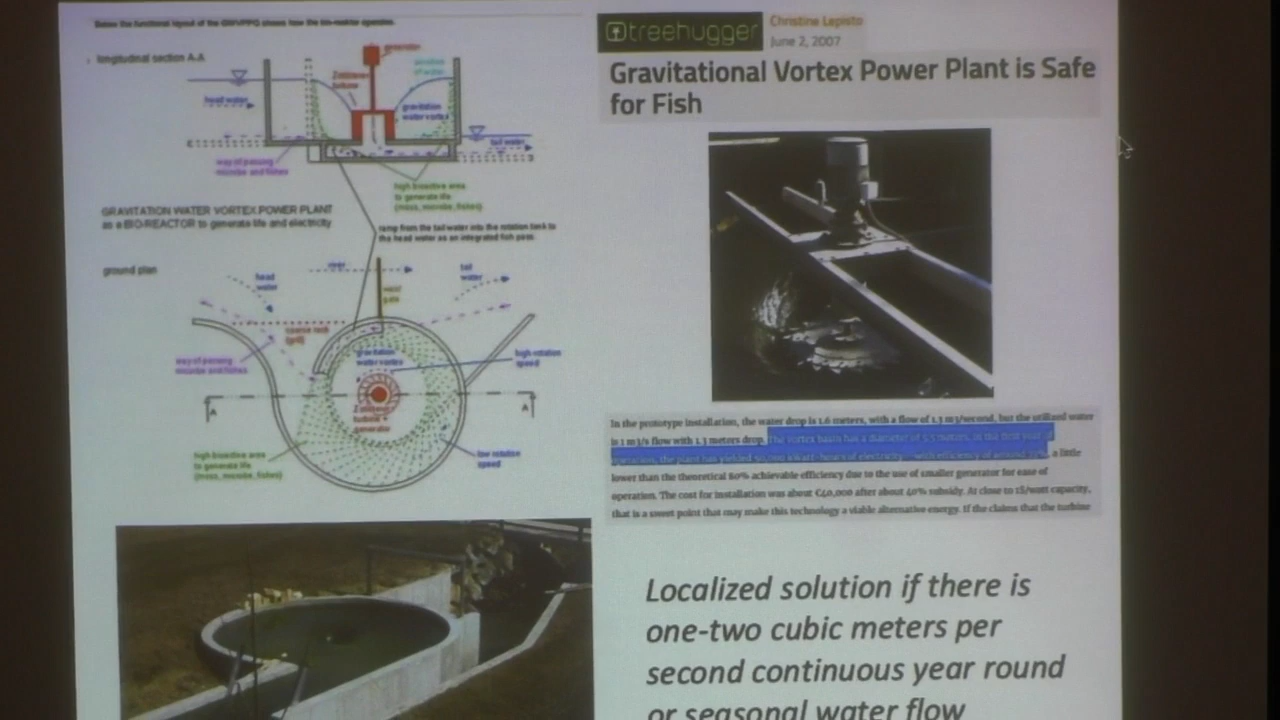 Below the functional layout of the GWVPPG shows how the bio-reactor operates.
longitudinal section A-A
generator
head water
gravitation
water vortex
tail water
way of passing
microbe and fishes
high bioactive area
to generate life
(moss, microbe, fishes)
GRAVITATION WATER VORTEX POWER PLANT
as a BIO-REACTOR to generate life and electricity
ramp from the tail water into the rotation tank to
the head water as an integrated fish pass
ground plan
head
water
river
tail
water
gate
coarse rack
(grid)
way of passing
microbe and fishes
gravitation
water vortex
high rotation
speed
A
A
turbine +
generator
high bioactive area
to generate life
(moss, microbe, fishes)
low rotation
speed
treehugger
Christine Lepisto
June 2, 2007
Gravitational Vortex Power Plant is Safe
for Fish
In the prototype installation, the water drop is 1.6 meters, with a flow of 1.3 m3/second, but the utilized water
is 1 m3/s flow with 1.3 meters drop. The vortex basin has a diameter of 5.5 meters. In the first year of
operation, the plant has yielded 50,000 kWatt-hours of electricity with efficiency of around a little
lower than the theoretical 80% achievable efficiency due to the use of smaller generator for ease of
operation. The cost for installation was about €40,000 after about 40% subsidy. At close to 1$/watt capacity,
that is a sweet point that may make this technology a viable alternative energy. If the claims that the turbine
Localized solution if there is
one-two cubic meters per
second continuous year round
or seasonal water flow